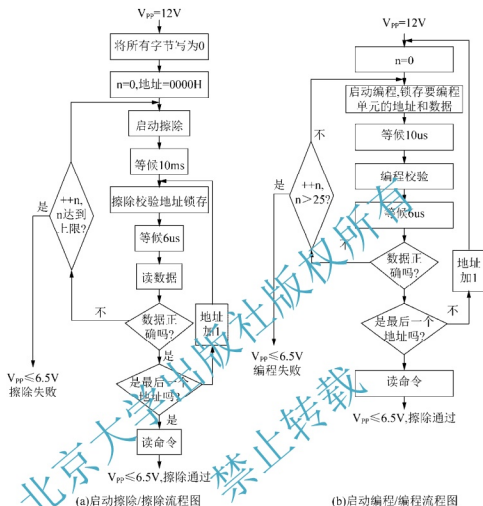 V_PP=12V
将所有字节写为0
n=0,地址=0000H
启动擦除
等候10ms
擦除校验地址锁存
等候6us
读数据
数据正
确吗?
不
是
++n,
n达到
上限?
地址
加1
是
是最后一个
地址吗?
是
读命令
V_PP≤6.5V
擦除失败
V_PP≤6.5V,擦除通过
(a)启动擦除/擦除流程图
V_PP=12V
n=0
启动编程,锁存要编程
单元的地址和数据
等候10us
编程校验
等候6us
数据正
确吗?
不
不
++n,
n>25?
是
地址
加1
是最后一个
地址吗?
不
读命令
V_PP≤6.5V
编程失败
V_PP≤6.5V,擦除通过
(b)启动编程/编程流程图
北京大学出版社版权所有
禁止转载